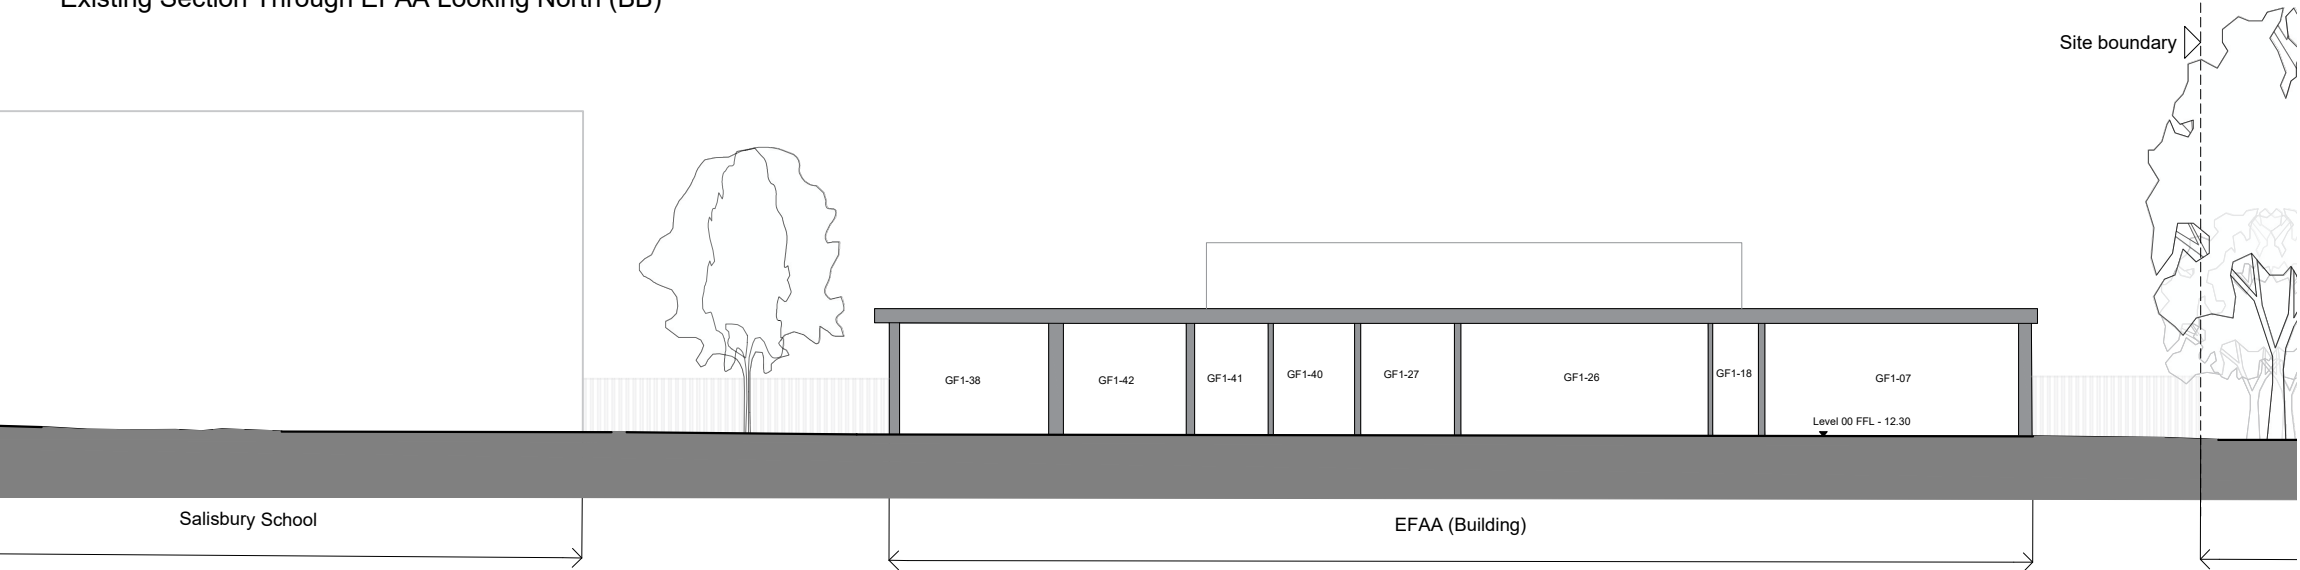 Existing Section Through EFAA Looking North (BB)
Site boundary
GF1-38
GF1-42
GF1-41
GF1-40
GF1-27
GF1-26
GF1-18
GF1-07
Level 00 FFL - 12.30
Salisbury School
EFAA (Building)